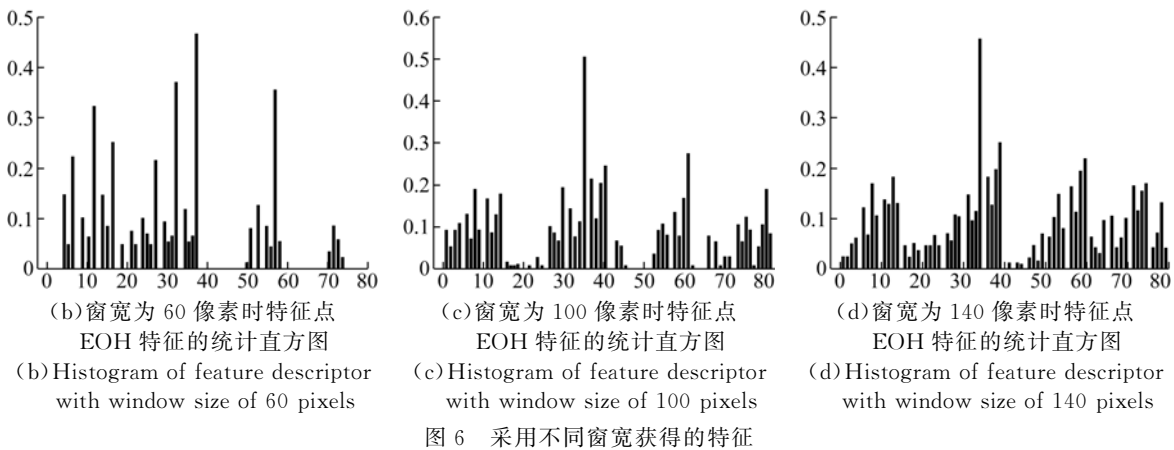 0.5
0.4
0.3
0.2
0.1
0
0 10 20 30 40 50 60 70 80
(b)窗宽为 60 像素时特征点
EOH 特征的统计直方图
(b)Histogram of feature descriptor
with window size of 60 pixels
0.6
0.5
0.4
0.3
0.2
0.1
0
0 10 20 30 40 50 60 70 80
(c)窗宽为 100 像素时特征点
EOH 特征的统计直方图
(c)Histogram of feature descriptor
with window size of 100 pixels
0.5
0.4
0.3
0.2
0.1
0
0 10 20 30 40 50 60 70 80
(d)窗宽为 140 像素时特征点
EOH 特征的统计直方图
(d)Histogram of feature descriptor
with window size of 140 pixels
图 6 采用不同窗宽获得的特征